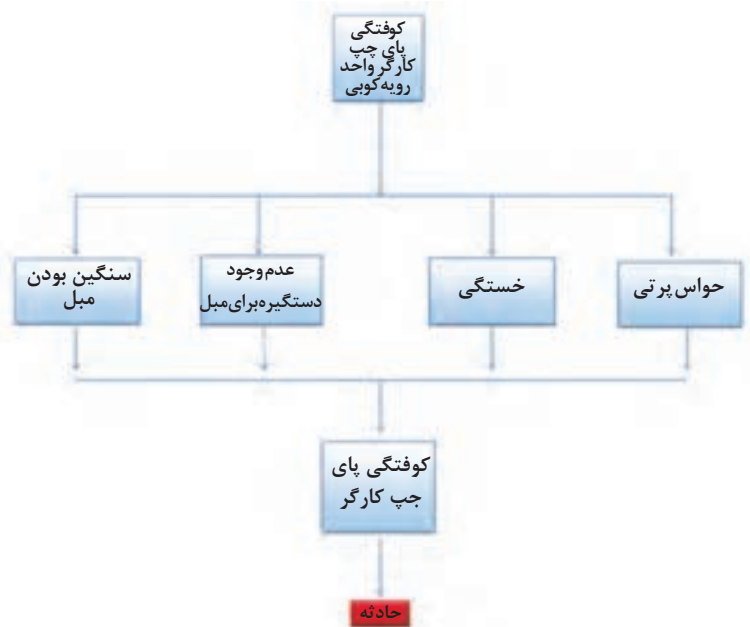 کوفتگی
پای چپ
کارگر واحد
رویه‌کوبی
حواس پرتی
خستگی
عدم وجود
دستگیره برای مبل
سنگین بودن
مبل
کوفتگی پای
جپ کارگر
حادثه